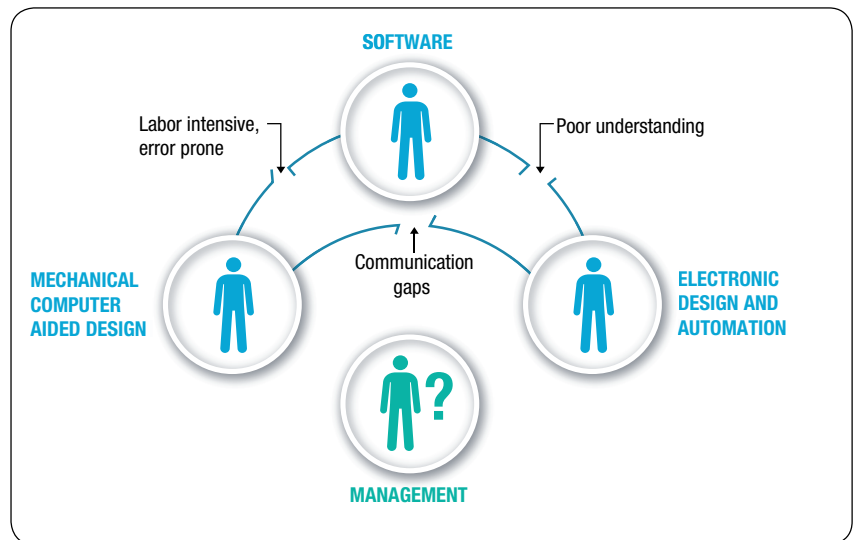 SOFTWARE
Labor intensive,
error prone
Poor understanding
Communication
gaps
MECHANICAL
COMPUTER
AIDED DESIGN
ELECTRONIC
DESIGN AND
AUTOMATION
?
MANAGEMENT